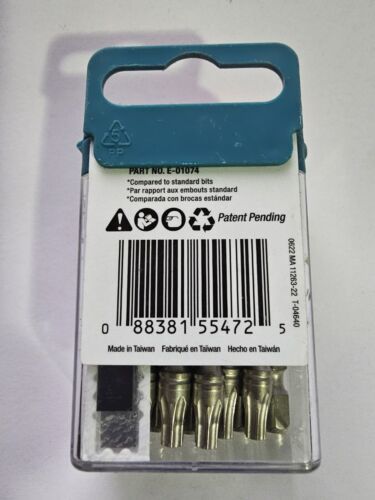 5
PP
PART NO. E-01074
*Compared to standard bits
*Par rapport aux embouts standard
*Comparada con brocas estándar
Patent Pending
0622 MA 11263-22 T-04640
0 88381 55472 5
Made in Taiwan Fabriqué en Taïwan Hecho en Taiwán